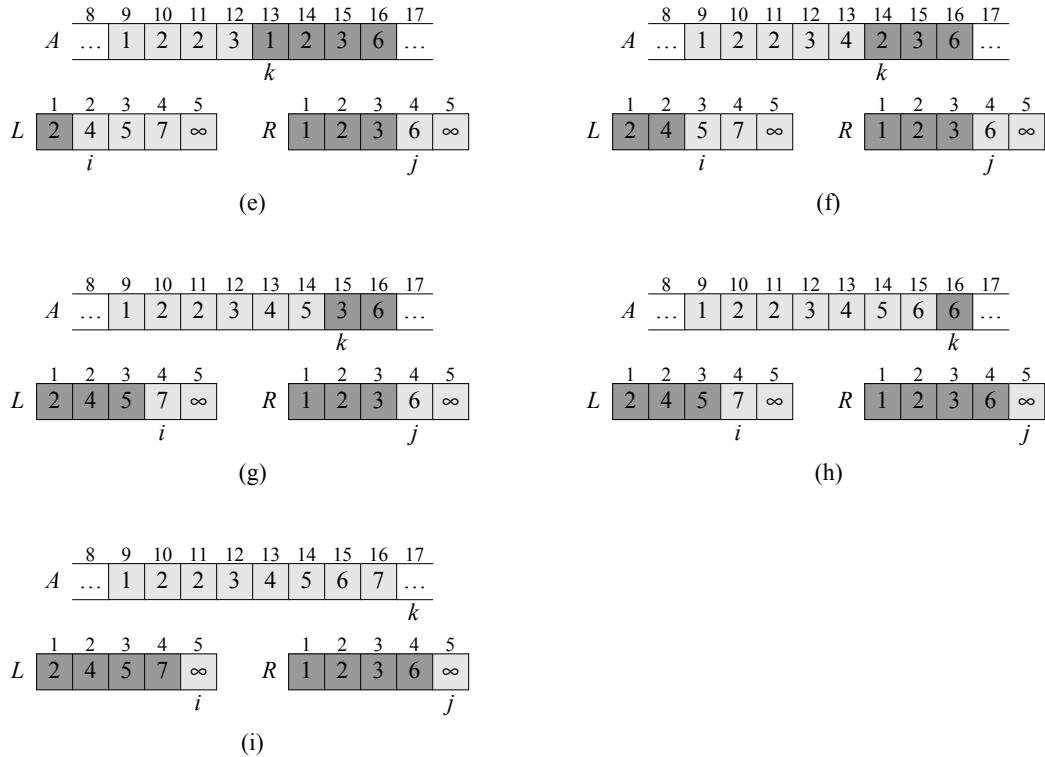 8 9 10 11 12 13 14 15 16 17
A … 1 2 2 3 1 2 3 6 …
k
1 2 3 4 5 1 2 3 4 5
L 2 4 5 7 ∞ R 1 2 3 6 ∞
i j
(e)
8 9 10 11 12 13 14 15 16 17
A … 1 2 2 3 4 2 3 6 …
k
1 2 3 4 5 1 2 3 4 5
L 2 4 5 7 ∞ R 1 2 3 6 ∞
i j
(f)
8 9 10 11 12 13 14 15 16 17
A … 1 2 2 3 4 5 3 6 …
k
1 2 3 4 5 1 2 3 4 5
L 2 4 5 7 ∞ R 1 2 3 6 ∞
i j
(g)
8 9 10 11 12 13 14 15 16 17
A … 1 2 2 3 4 5 6 6 …
k
1 2 3 4 5 1 2 3 4 5
L 2 4 5 7 ∞ R 1 2 3 6 ∞
i j
(h)
8 9 10 11 12 13 14 15 16 17
A … 1 2 2 3 4 5 6 7 …
k
1 2 3 4 5 1 2 3 4 5
L 2 4 5 7 ∞ R 1 2 3 6 ∞
i j
(i)